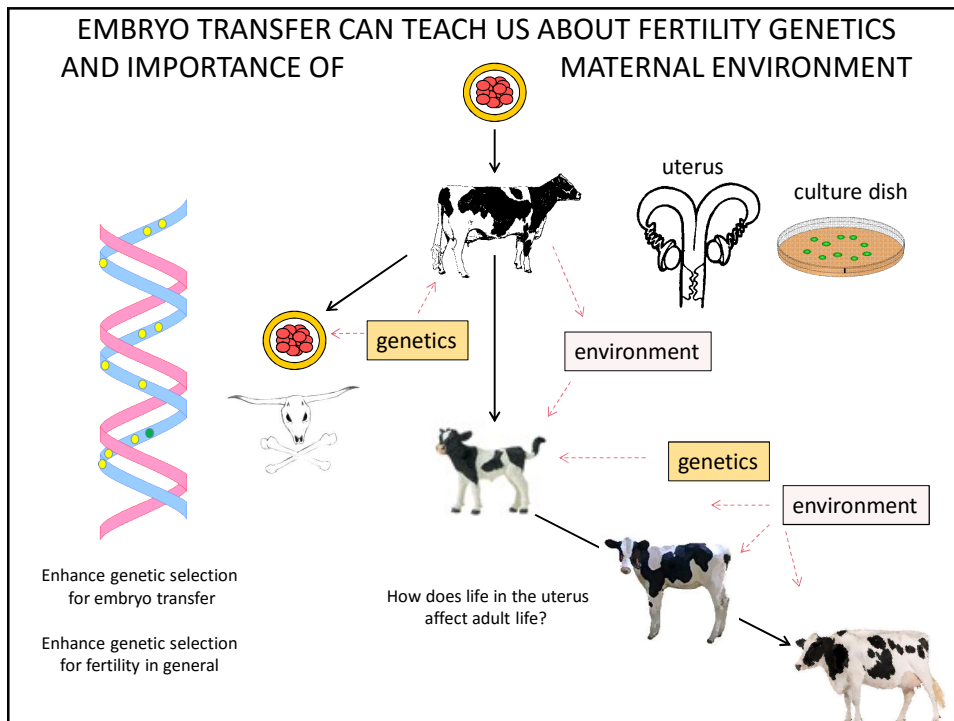 EMBRYO TRANSFER CAN TEACH US ABOUT FERTILITY GENETICS
AND IMPORTANCE OF MATERNAL ENVIRONMENT
uterus
culture dish
genetics
environment
genetics
environment
Enhance genetic selection
for embryo transfer
How does life in the uterus
affect adult life?
Enhance genetic selection
for fertility in general